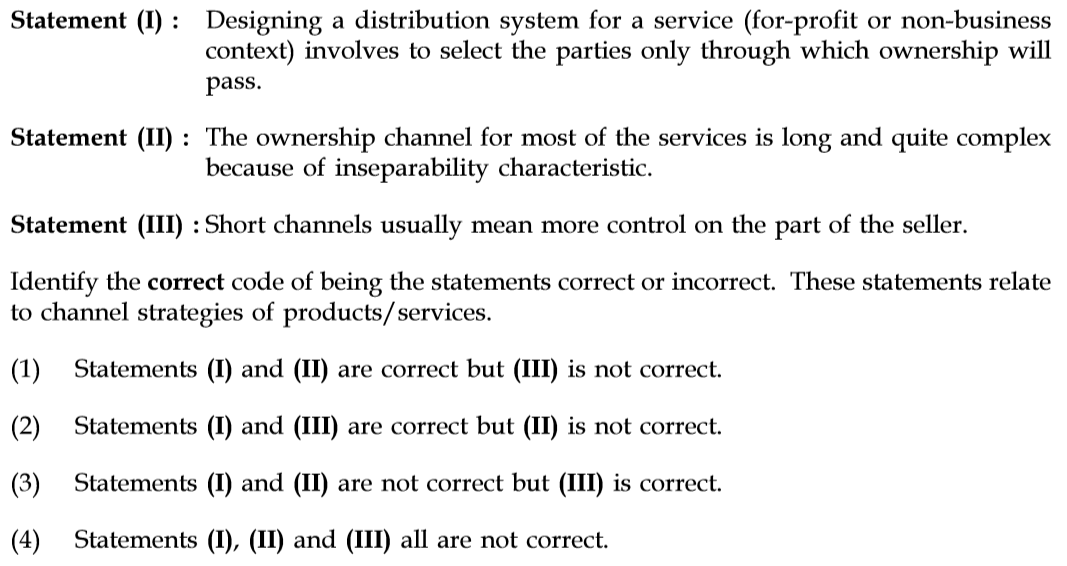 Statement (I) : Designing a distribution system for a service (for-profit or non-business
context) involves to select the parties only through which ownership will
pass.
Statement (II) : The ownership channel for most of the services is long and quite complex
because of inseparability characteristic.
Statement (III) : Short channels usually mean more control on the part of the seller.
Identify the correct code of being the statements correct or incorrect. These statements relate
to channel strategies of products/services.
(1) Statements (I) and (II) are correct but (III) is not correct.
(2) Statements (I) and (III) are correct but (II) is not correct.
(3) Statements (I) and (II) are not correct but (III) is correct.
(4) Statements (I), (II) and (III) all are not correct.